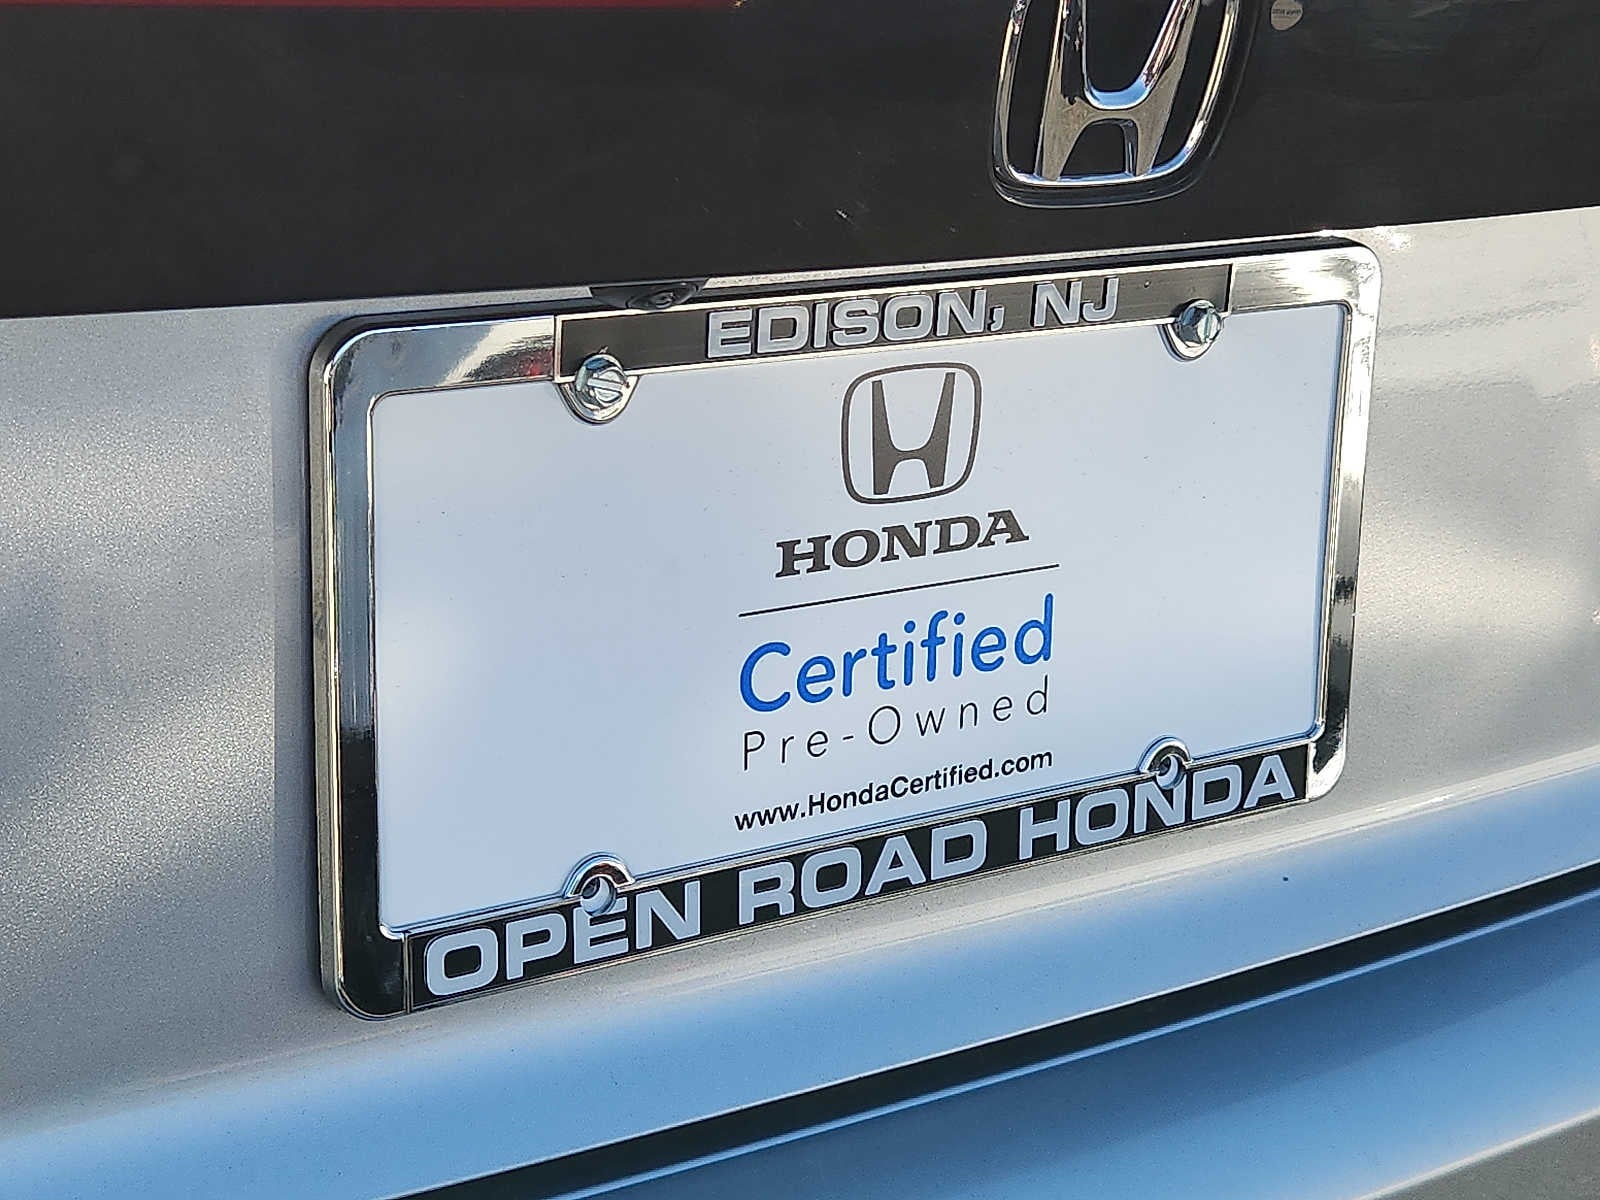 EDISON, NJ
HONDA
Certified
Pre-Owned
www.HondaCertified.com
OPEN ROAD HONDA